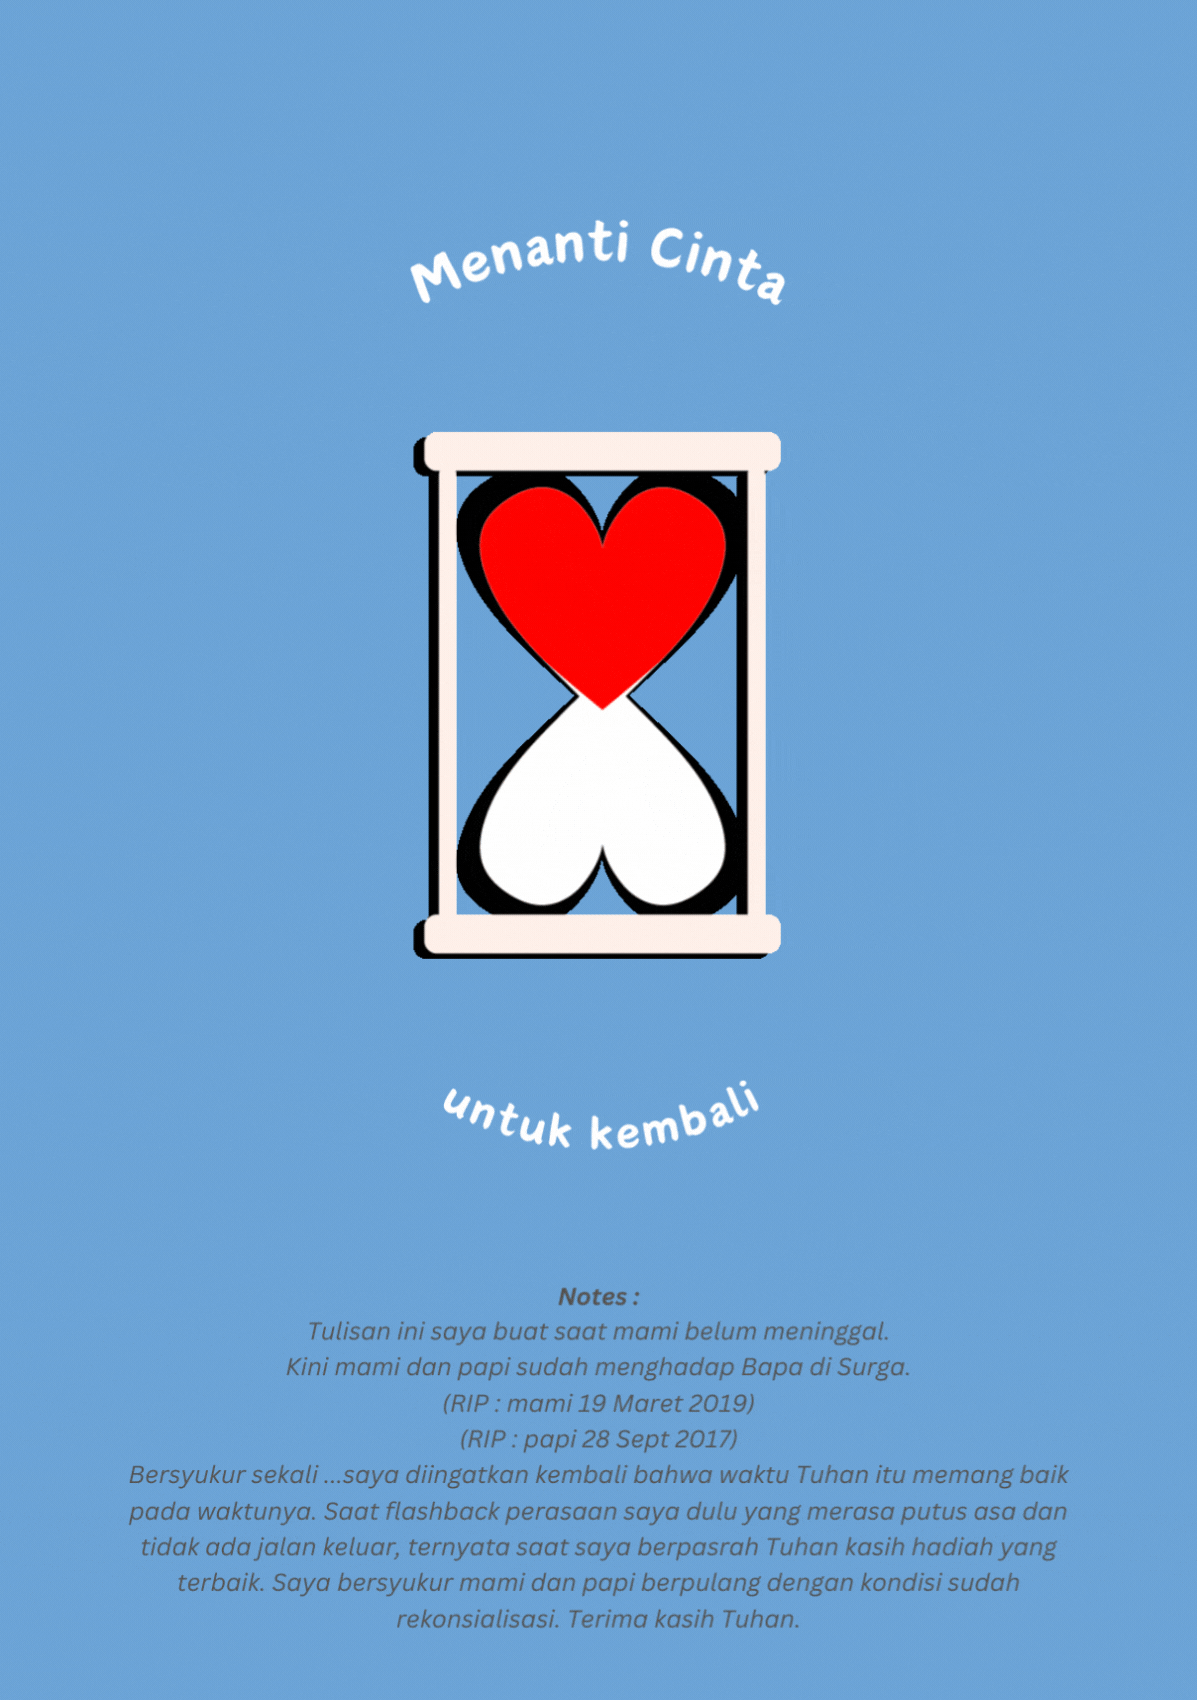 Menanti Cinta
untuk kembali
Notes :
Tulisan ini saya buat saat mami belum meninggal.
Kini mami dan papi sudah menghadap Bapa di Surga.
(RIP : mami 19 Maret 2019)
(RIP : papi 28 Sept 2017)
Bersyukur sekali ...saya diingatkan kembali bahwa waktu Tuhan itu memang baik
pada waktunya. Saat flashback perasaan saya dulu yang merasa putus asa dan
tidak ada jalan keluar, ternyata saat saya berpasrah Tuhan kasih hadiah yang
terbaik. Saya bersyukur mami dan papi berpulang dengan kondisi sudah
rekonsialisasi. Terima kasih Tuhan.